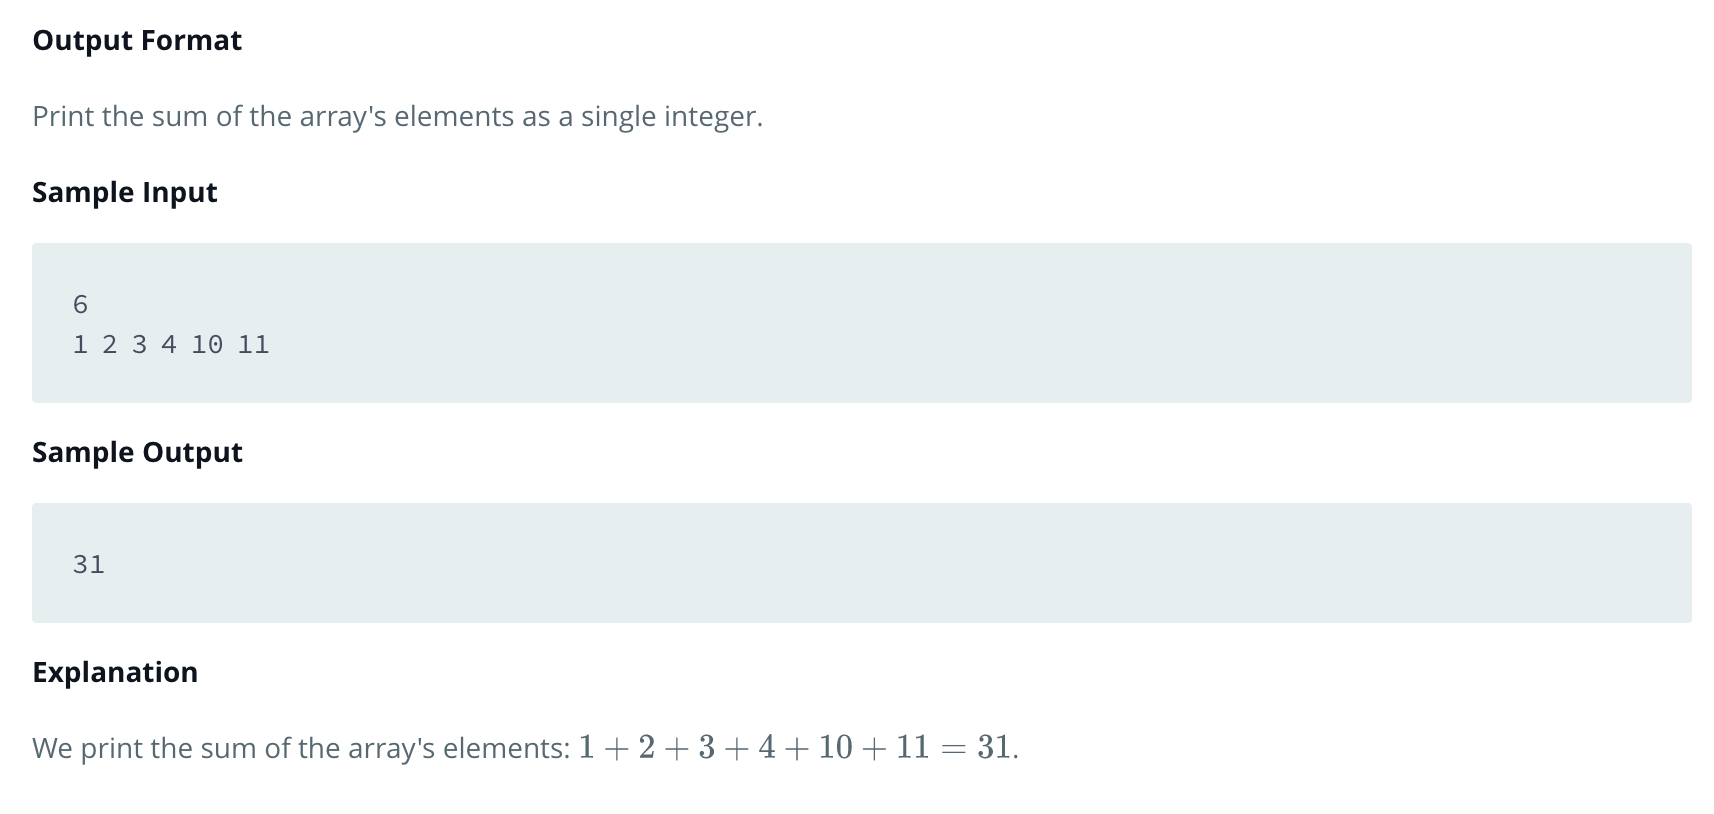 Output Format
Print the sum of the array's elements as a single integer.
Sample Input
6
1 2 3 4 10 11
Sample Output
31
Explanation
We print the sum of the array's elements: 1 + 2 + 3 + 4 + 10 + 11 = 31.